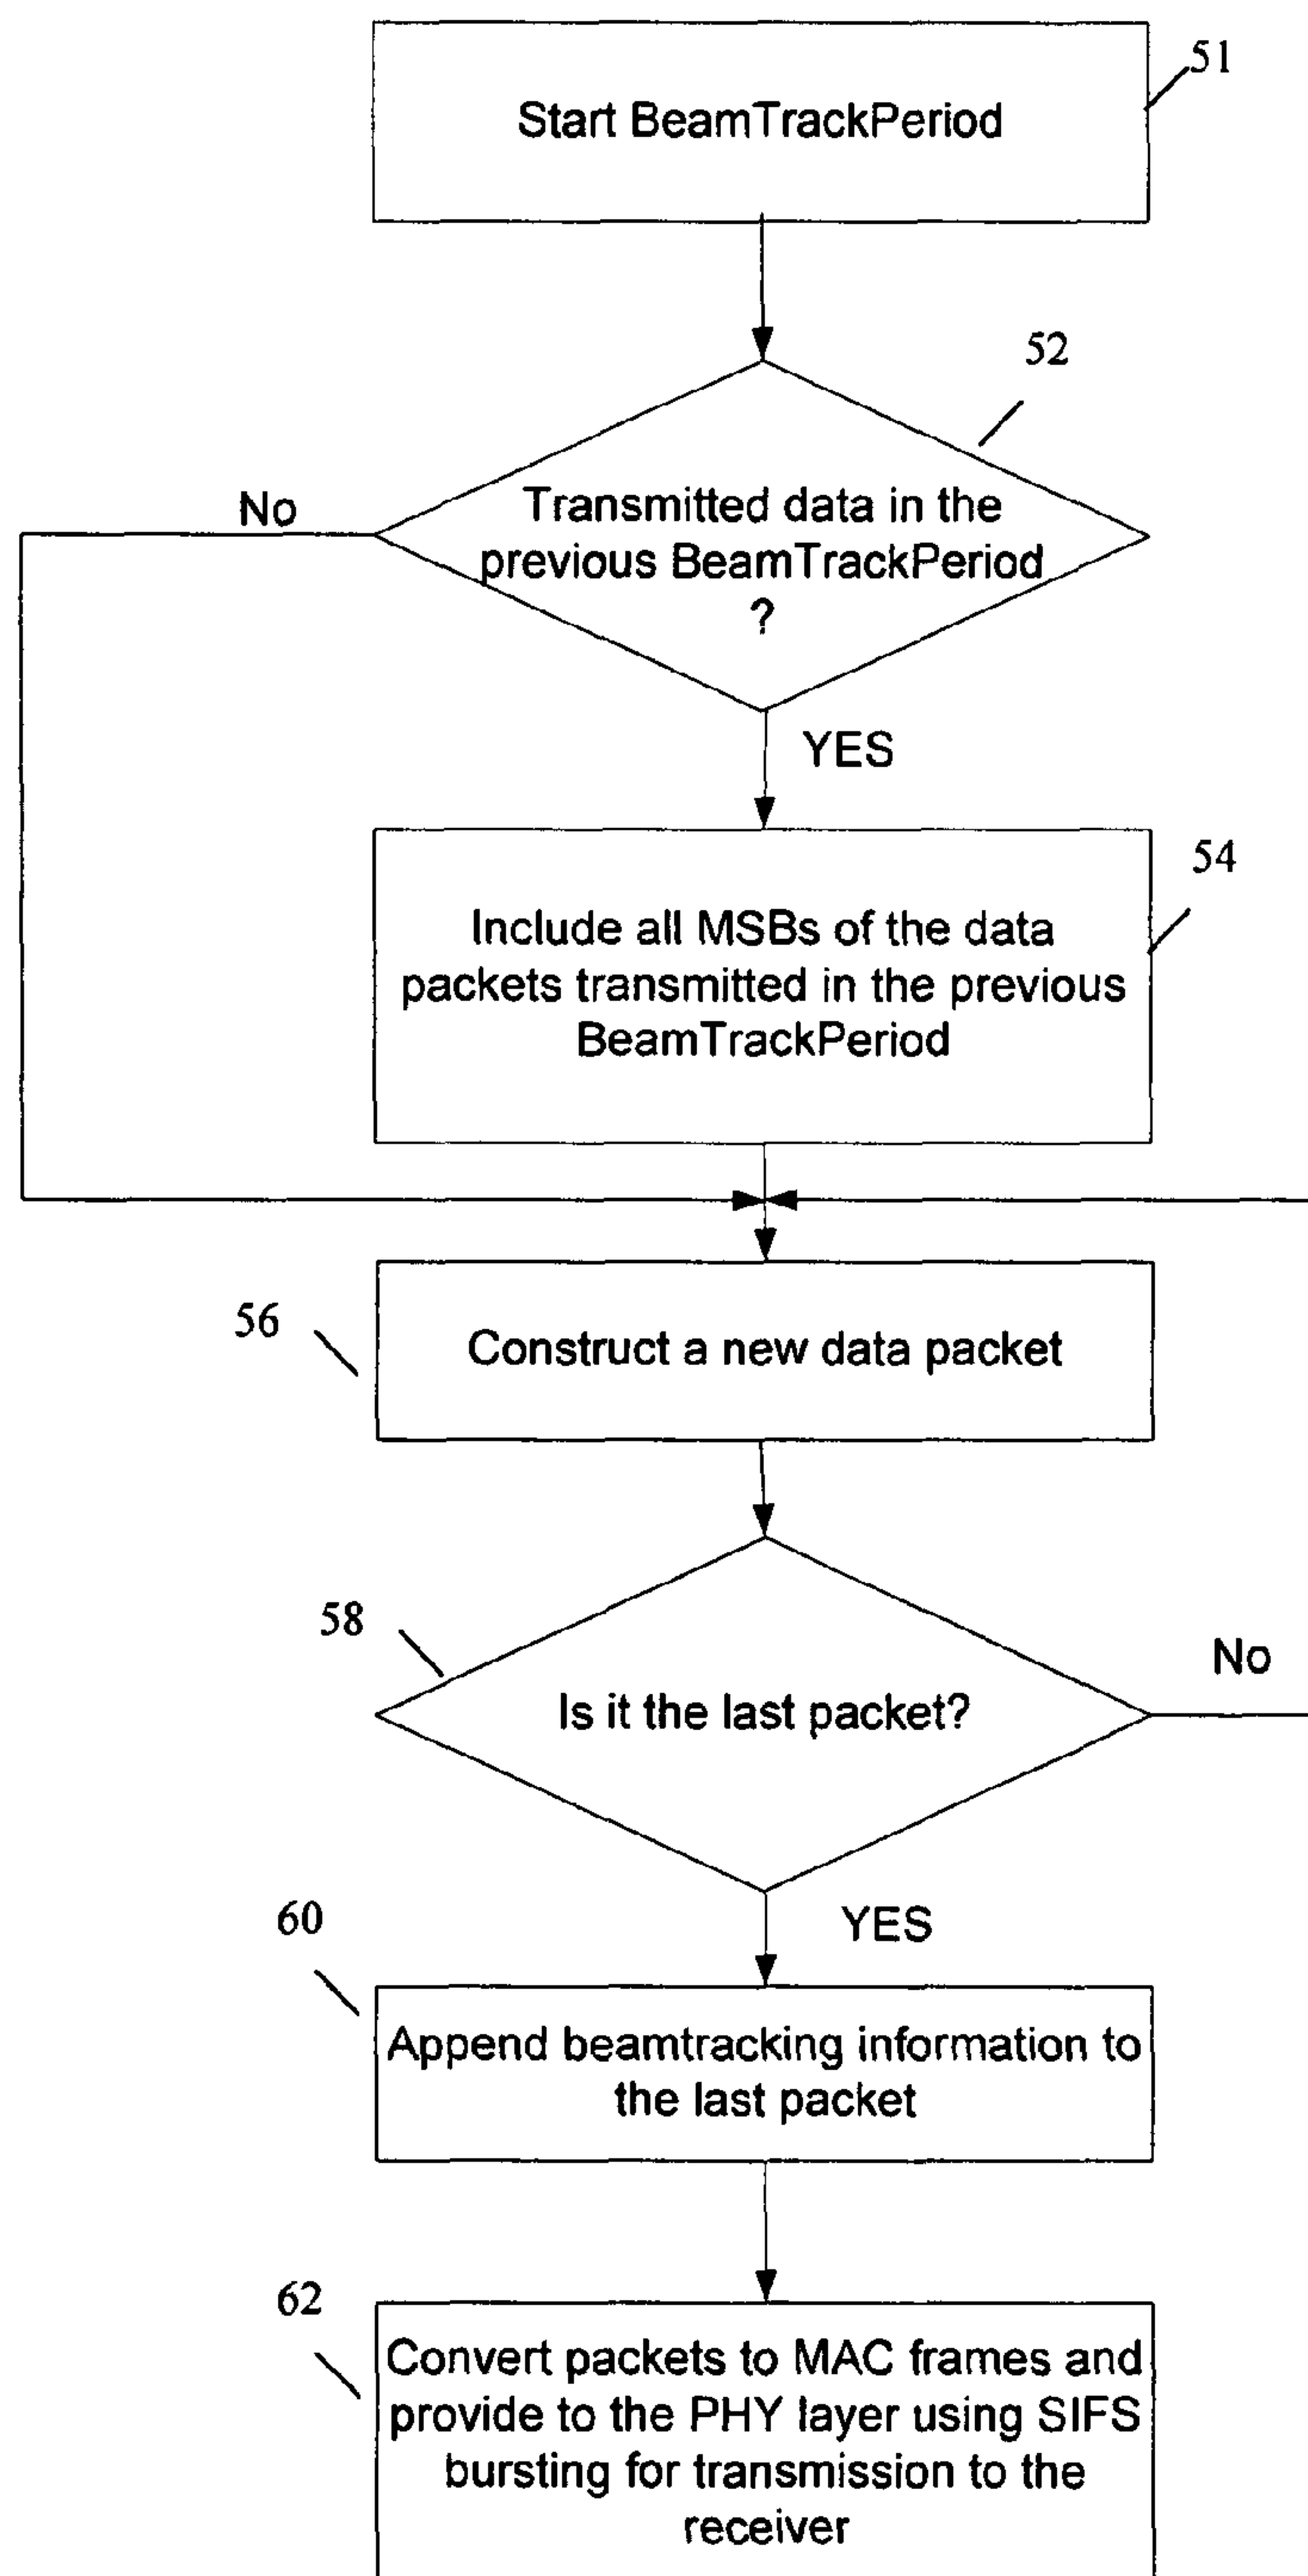 Start BeamTrackPeriod
51
52
No
Transmitted data in the
previous BeamTrackPeriod
?
YES
54
Include all MSBs of the data
packets transmitted in the previous
BeamTrackPeriod
56
Construct a new data packet
58
Is it the last packet?
No
YES
60
Append beamtracking information to
the last packet
62
Convert packets to MAC frames and
provide to the PHY layer using SIFS
bursting for transmission to the
receiver